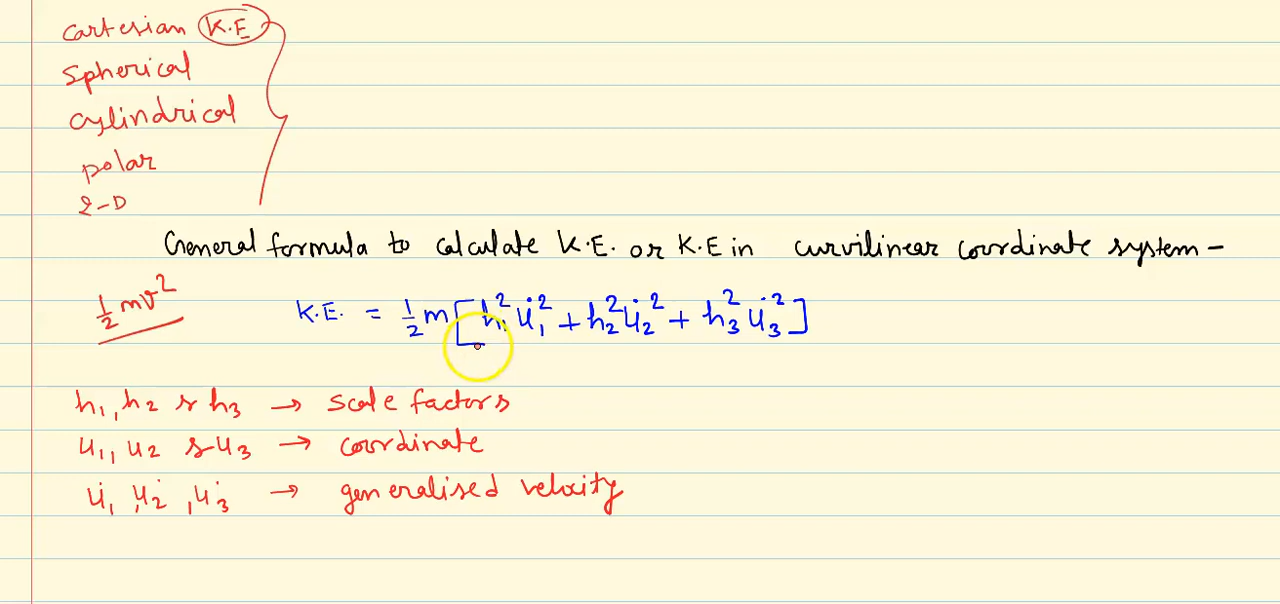 Cartesian K.E
Spherical
Cylindrical
polar
2-D
General formula to calculate K.E. or K.E in curvilinear coordinate system -
½mv²
K.E. = ½m[h₁²u̇₁² + h₂²u̇₂² + h₃²u̇₃²]
h₁, h₂ & h₃ → scale factors
u₁, u₂ & u₃ → coordinate
u̇₁, u̇₂, u̇₃ → generalised velocity